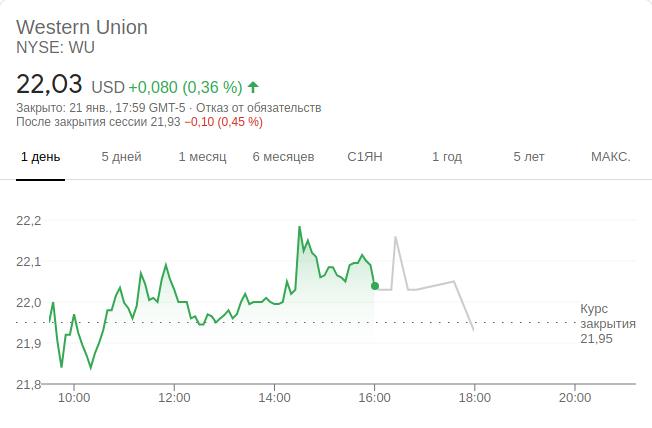 Western Union
NYSE: WU
22,03 USD +0,080 (0,36 %)
Закрыто: 21 янв., 17:59 GMT-5 · Отказ от обязательств
После закрытия сессии 21,93 −0,10 (0,45 %)
1 день 5 дней 1 месяц 6 месяцев С1ЯН 1 год 5 лет МАКС.
22,2
22,1
22,0
21,9
21,8
Курс
закрытия
21,95
10:00 12:00 14:00 16:00 18:00 20:00